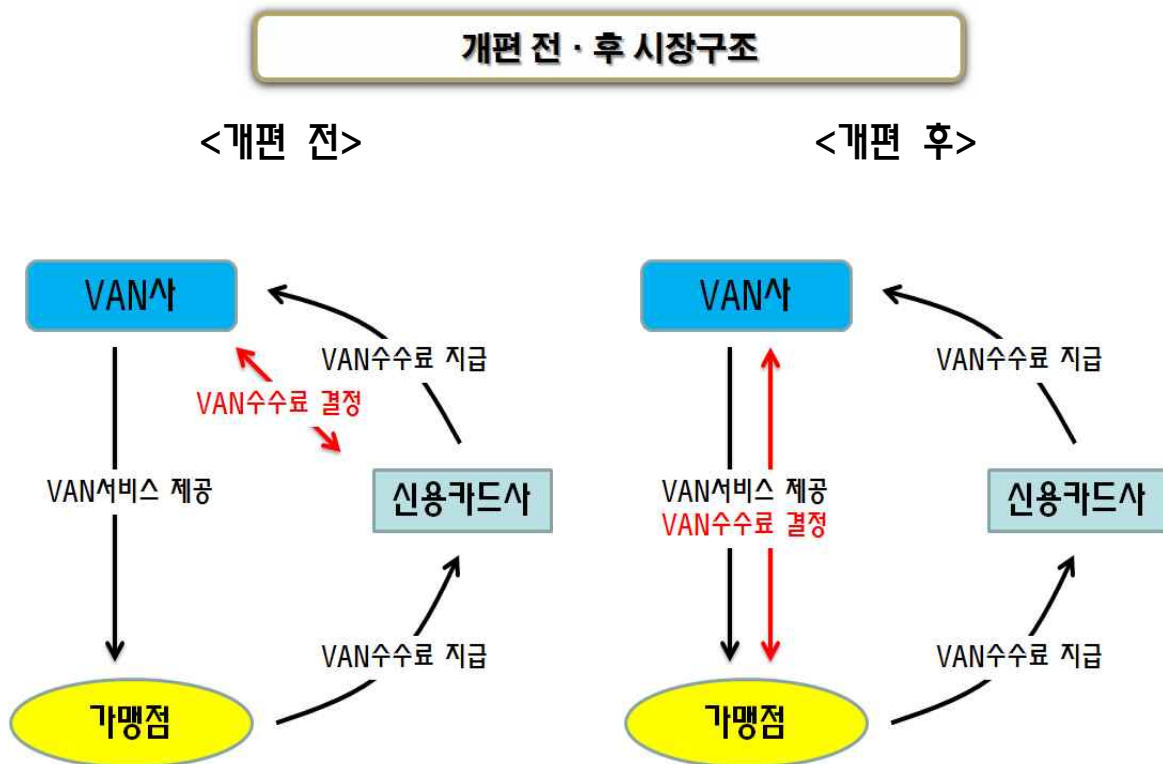 개편 전 · 후 시장구조
<개편 전>
VAN사
VAN수수료 지급
VAN수수료 결정
VAN서비스 제공
신용카드사
VAN수수료 지급
가맹점
<개편 후>
VAN사
VAN수수료 지급
VAN서비스 제공
VAN수수료 결정
신용카드사
VAN수수료 지급
가맹점